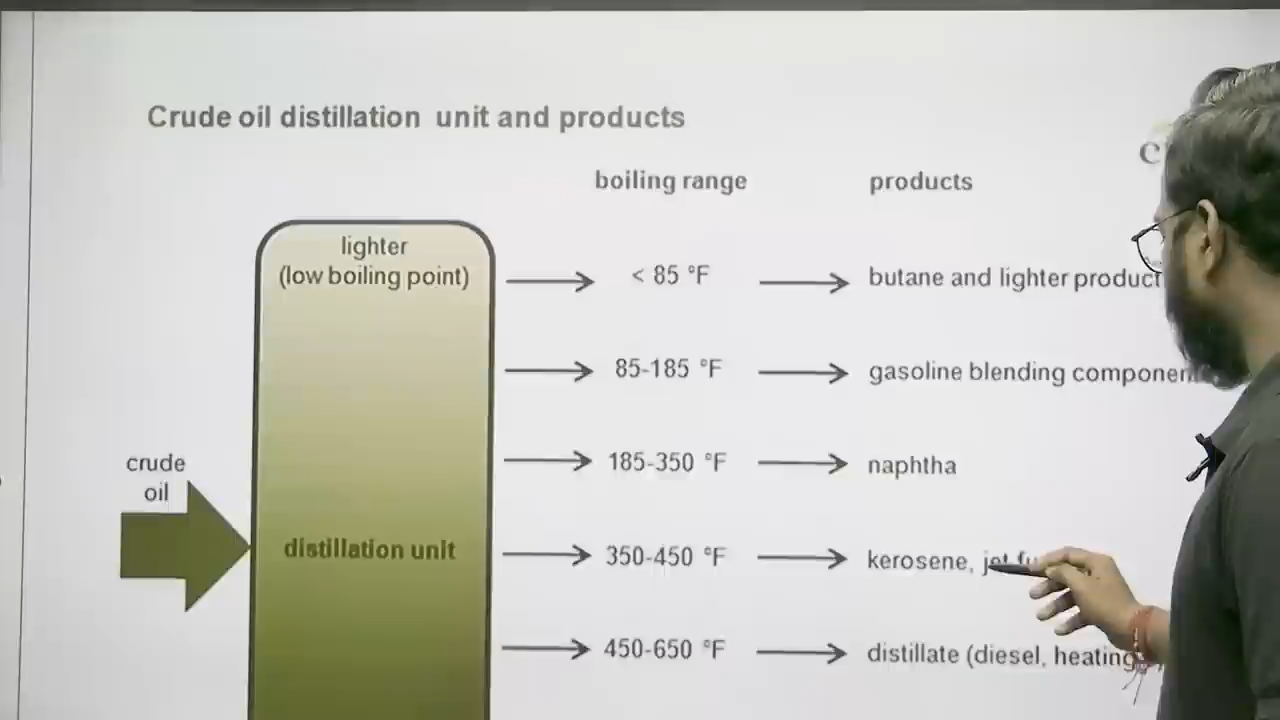 Crude oil distillation unit and products
boiling range products
lighter
(low boiling point)
< 85 °F butane and lighter product
85-185 °F gasoline blending
crude
oil
185-350 °F naphtha
distillation unit
350-450 °F kerosene,
450-650 °F distillate (diesel, heating